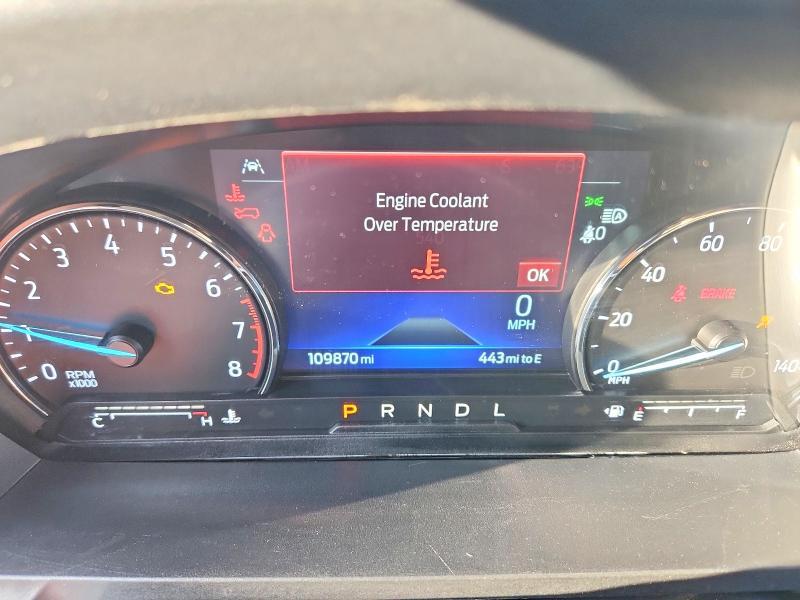 Engine Coolant
Over Temperature
OK
0
MPH
109870 mi
443 mi to E
0
2
3
4
5
6
7
8
RPM
x1000
0
20
40
60
80
140
MPH
BRAKE
C
H
P R N D L
E
F